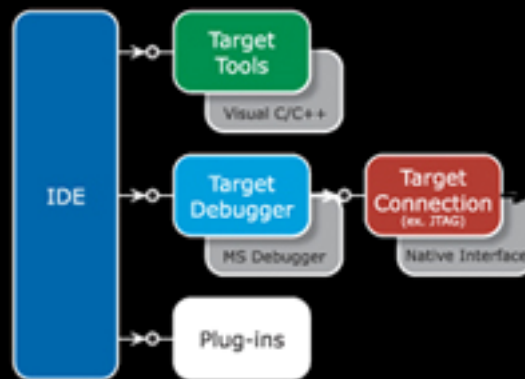 Target
Tools
Visual C/C++
IDE
Target
Debugger
MS Debugger
Target
Connection
(ex. JTAG)
Native Interface
Plug-ins